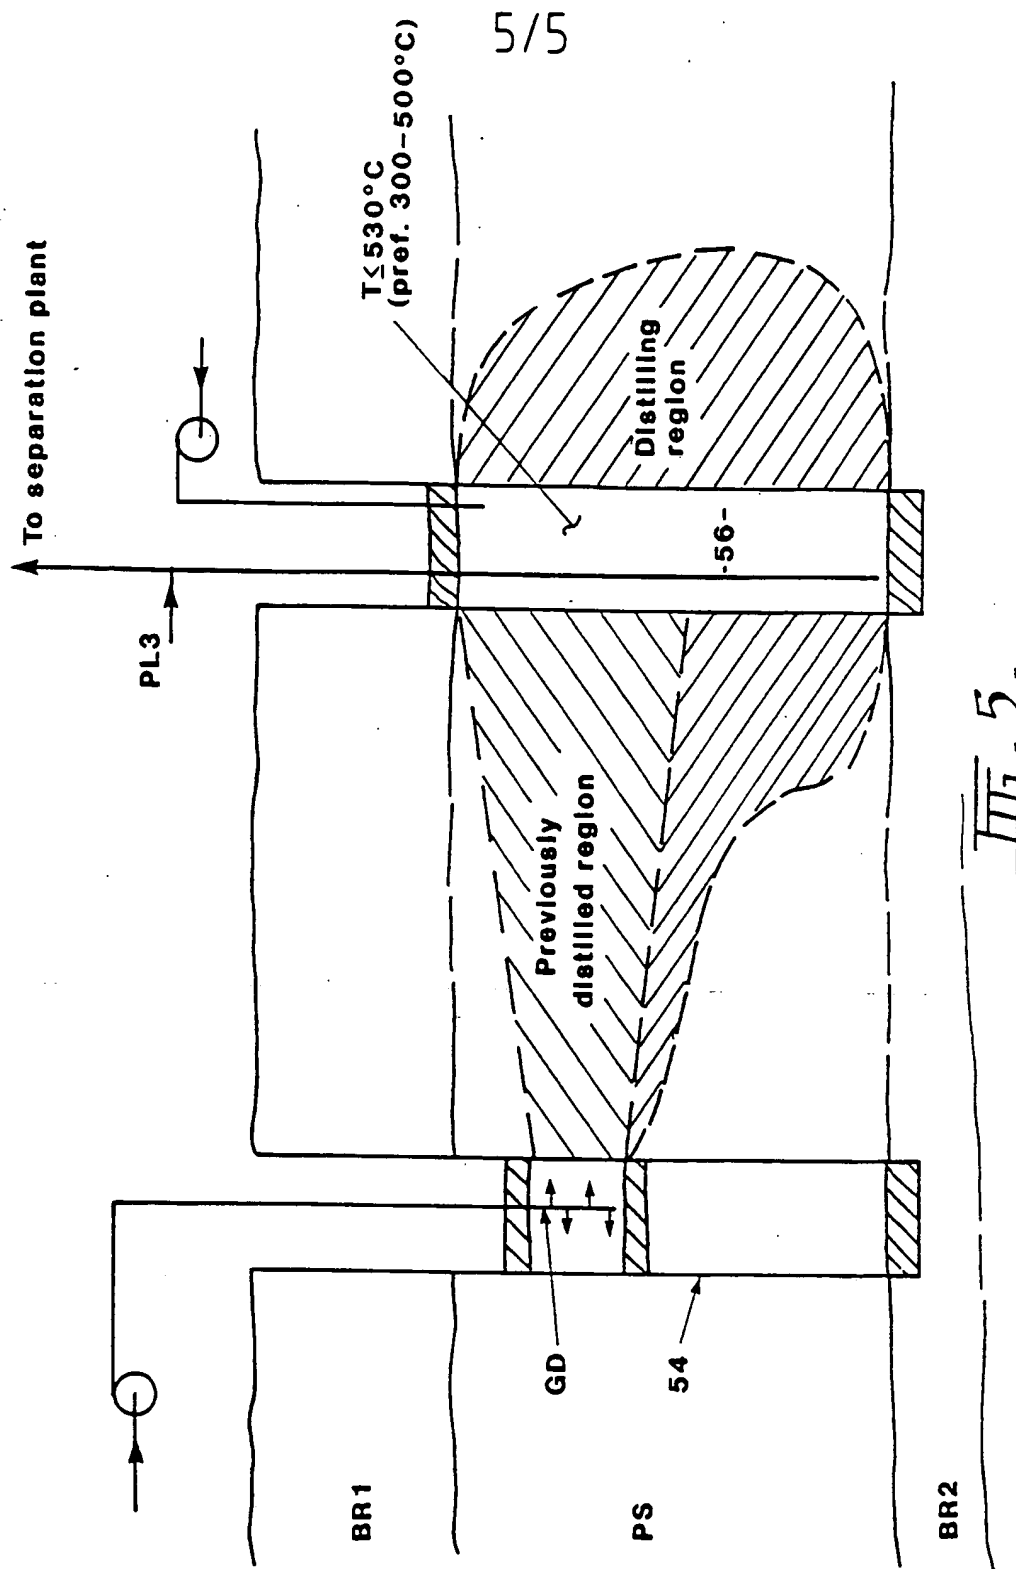 5/5
To separation plant
T≤530°C
(pref. 300-500°C)
PL3
Distilling
region
-56-
Previously
distilled region
GD
54
BR1
PS
BR2
5